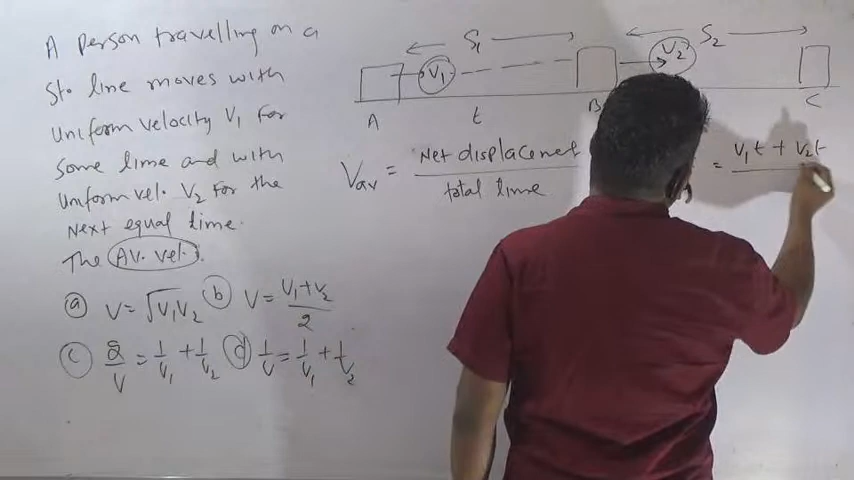 A person travelling on a
St. line moves with
uniform velocity V₁ For
some time and with
uniform vel. V₂ For the
Next equal time.
The Av. vel.
ⓐ V = √V₁V₂ ⓑ V = V₁+V₂ / 2
ⓒ 2/V = 1/V₁ + 1/V₂ ⓓ 1/V = 1/V₁ + 1/V₂
S₁ S₂
V₁ V₂
A t B C
Vav = Net displacement / total time = V₁t + V₂t